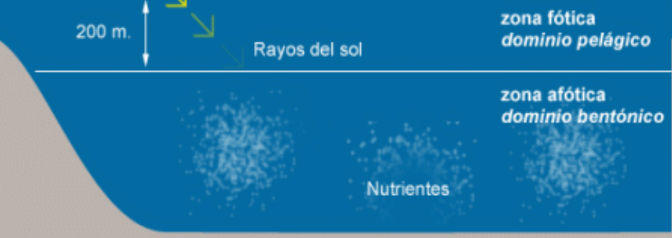 200 m.
Rayos del sol
zona fótica
dominio pelágico
zona afótica
dominio bentónico
Nutrientes